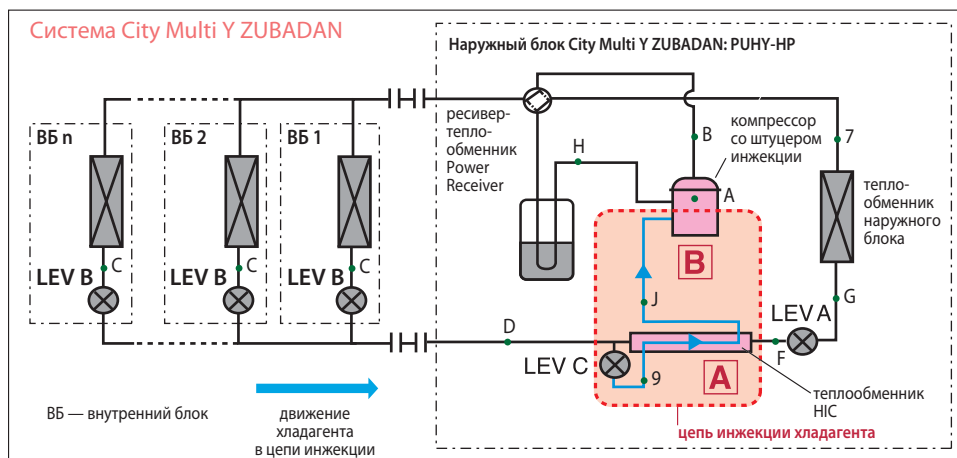 Система City Multi Y ZUBADAN
Наружный блок City Multi Y ZUBADAN: PUHY-HP
ресивер-
тепло-
обменник
Power
Receiver
компрессор
со штуцером
инжекции
B
7
H
A
ВБ n
ВБ 2
ВБ 1
тепло-
обменник
наружного
блока
B
C
C
C
LEV B
LEV B
LEV B
J
G
LEV A
D
F
LEV C
9
A
теплообменник
HIC
ВБ — внутренний блок
движение
хладагента
в цепи инжекции
цепь инжекции хладагента